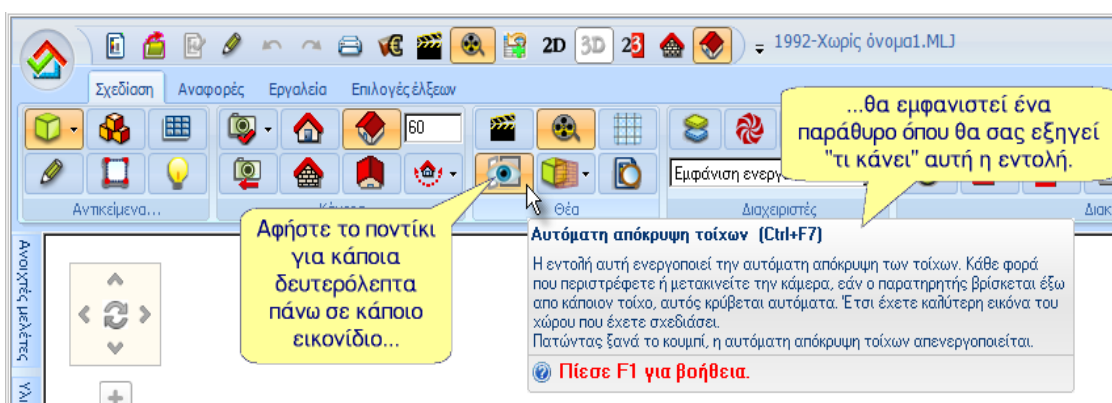 2D 3D 23 1992-Χωρίς όνομα1.MLJ
Σχεδίαση Αναφορές Εργαλεία Επιλογές έλξεων
60
Εμφάνιση
Αντικείμενα... Θέα Διαχειριστές
...θα εμφανιστεί ένα
παράθυρο όπου θα σας εξηγεί
"τι κάνει" αυτή η εντολή.
Αφήστε το ποντίκι
για κάποια
δευτερόλεπτα
πάνω σε κάποιο
εικονίδιο...
Αυτόματη απόκρυψη τοίχων (Ctrl+F7)
Η εντολή αυτή ενεργοποιεί την αυτόματη απόκρυψη των τοίχων. Κάθε φορά
που περιστρέφετε ή μετακινείτε την κάμερα, εάν ο παρατηρητής βρίσκεται έξω
απο κάποιον τοίχο, αυτός κρύβεται αυτόματα. Έτσι έχετε καλύτερη εικόνα του
χώρου που έχετε σχεδιάσει.
Πατώντας ξανά το κουμπί, η αυτόματη απόκρυψη τοίχων απενεργοποιείται.
Πίεσε F1 για βοήθεια.
Ανοιχτές μελέτες